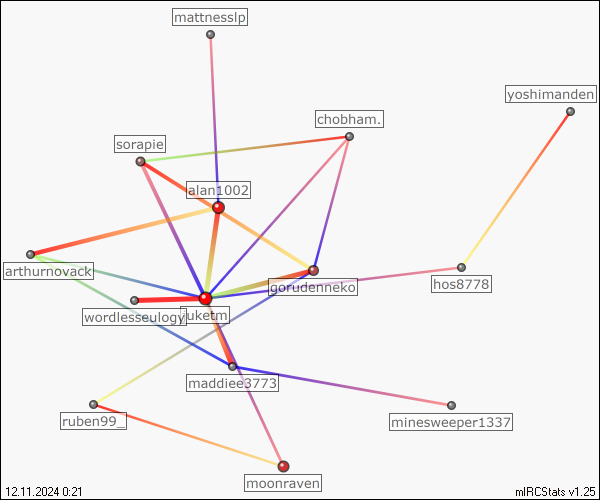 mattnesslp
yoshimanden
chobham.
sorapie
alan1002
arthurnovack
gordenneko
hos8778
wordlesseulogy
yuketm
maddiee3773
ruben99_
minesweeper1337
moonraven
12.11.2024 0:21
mIRCStats v1.25